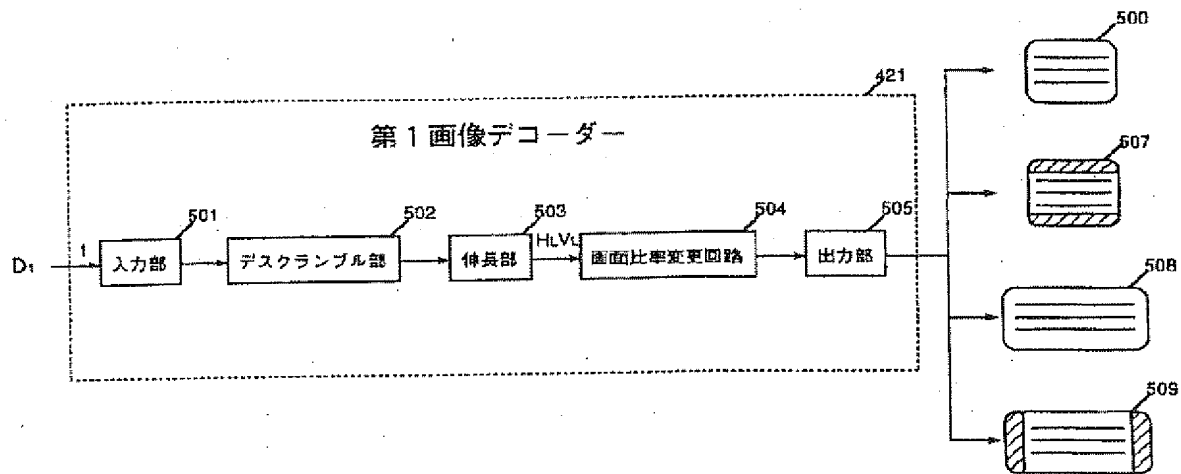 500
421
第1画像デコーダー
507
501
502
503
504
505
HLVL
1
D1
入力部
デスクランブル部
伸長部
画面比率変更回路
出力部
508
509